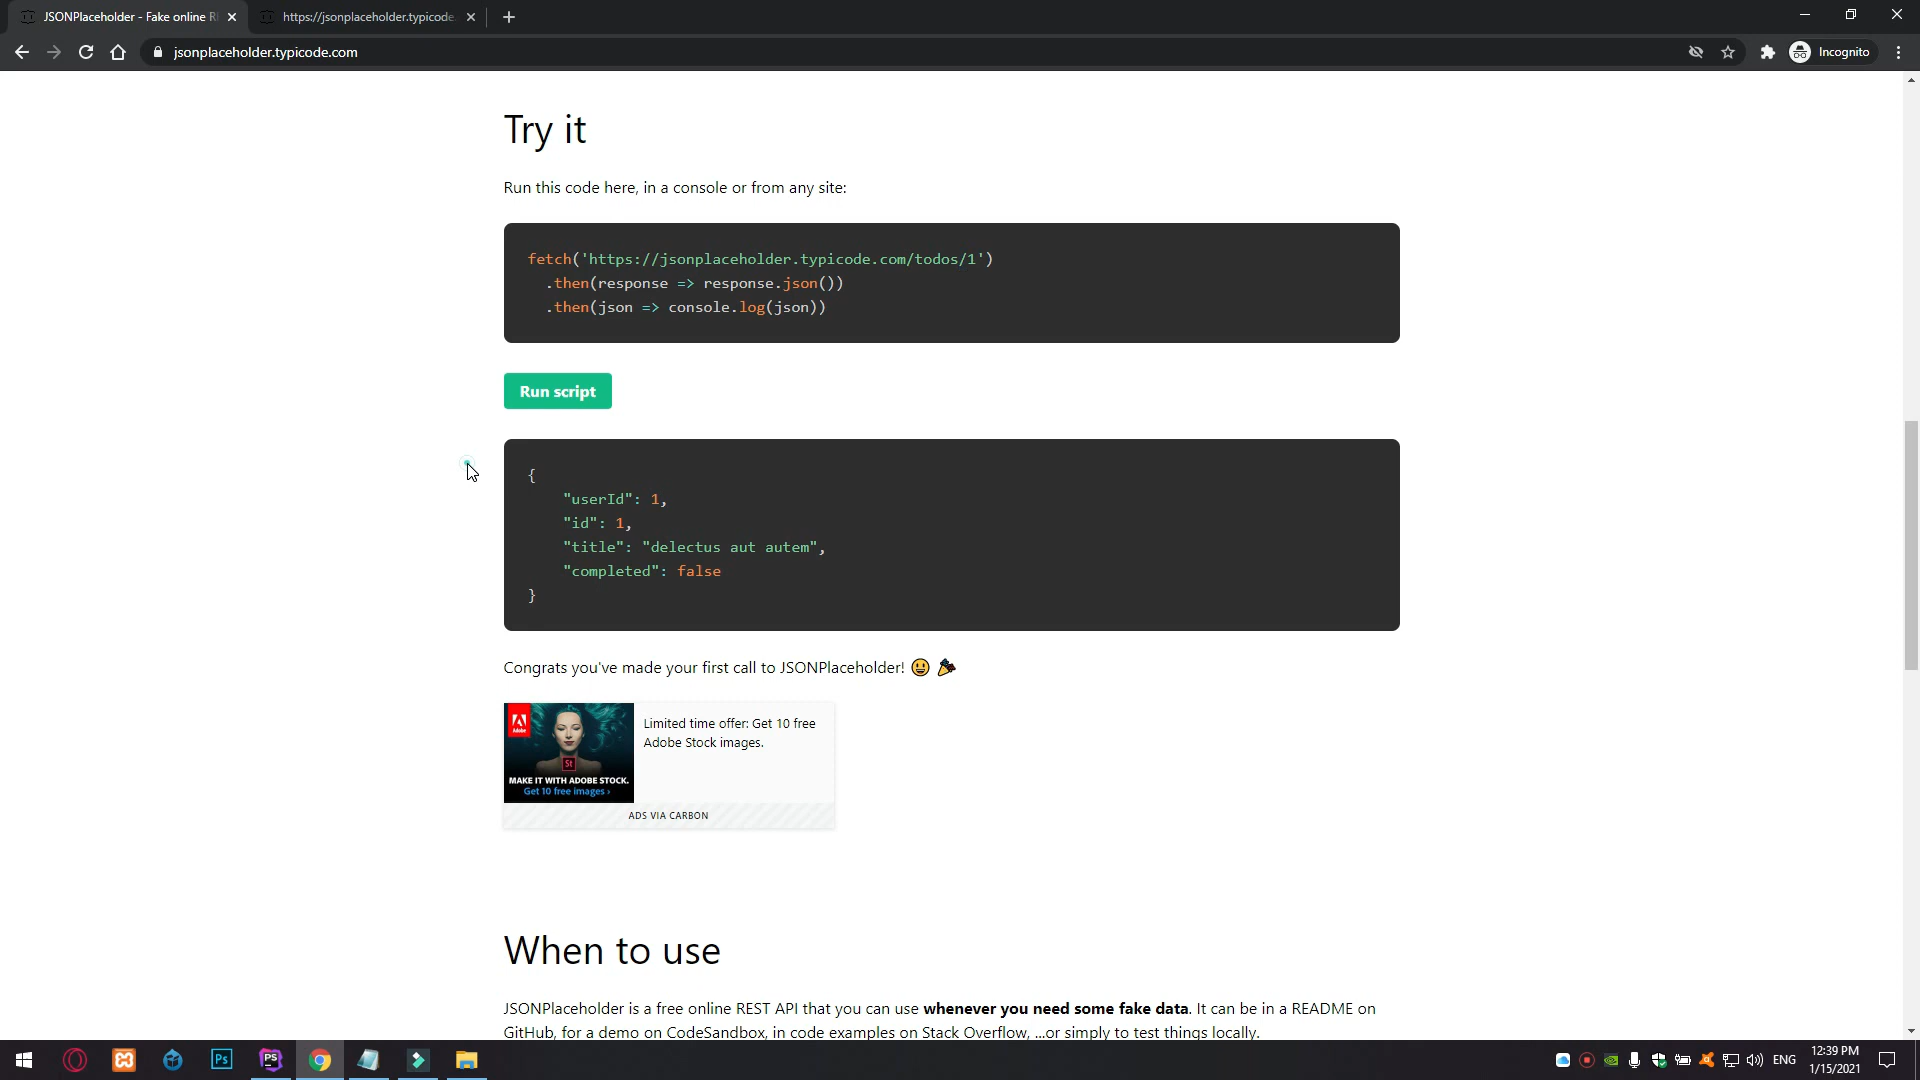 JSONPlaceholder - Fake online R
https://jsonplaceholder.typicode.
jsonplaceholder.typicode.com
Incognito
Try it
Run this code here, in a console or from any site:
fetch('https://jsonplaceholder.typicode.com/todos/1')
.then(response => response.json())
.then(json => console.log(json))
Run script
{
"userId": 1,
"id": 1,
"title": "delectus aut autem",
"completed": false
}
Congrats you've made your first call to JSONPlaceholder! 😃 🎉
Adobe
St
MAKE IT WITH ADOBE STOCK.
Get 10 free images ›
Limited time offer: Get 10 free
Adobe Stock images.
ADS VIA CARBON
When to use
JSONPlaceholder is a free online REST API that you can use whenever you need some fake data. It can be in a README on
GitHub, for a demo on CodeSandbox, in code examples on Stack Overflow, ...or simply to test things locally.
Ps
PS
ENG
12:39 PM
1/15/2021